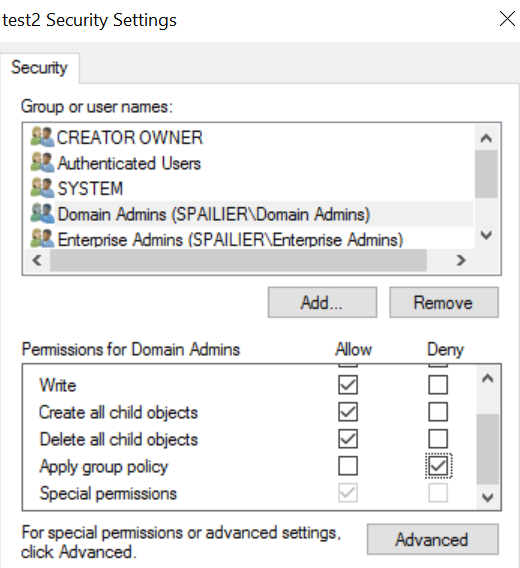 test2 Security Settings
Security
Group or user names:
CREATOR OWNER
Authenticated Users
SYSTEM
Domain Admins (SPAILIER\Domain Admins)
Enterprise Admins (SPAILIER\Enterprise Admins)
Add... Remove
Permissions for Domain Admins Allow Deny
Write
Create all child objects
Delete all child objects
Apply group policy
Special permissions
For special permissions or advanced settings,
click Advanced.
Advanced